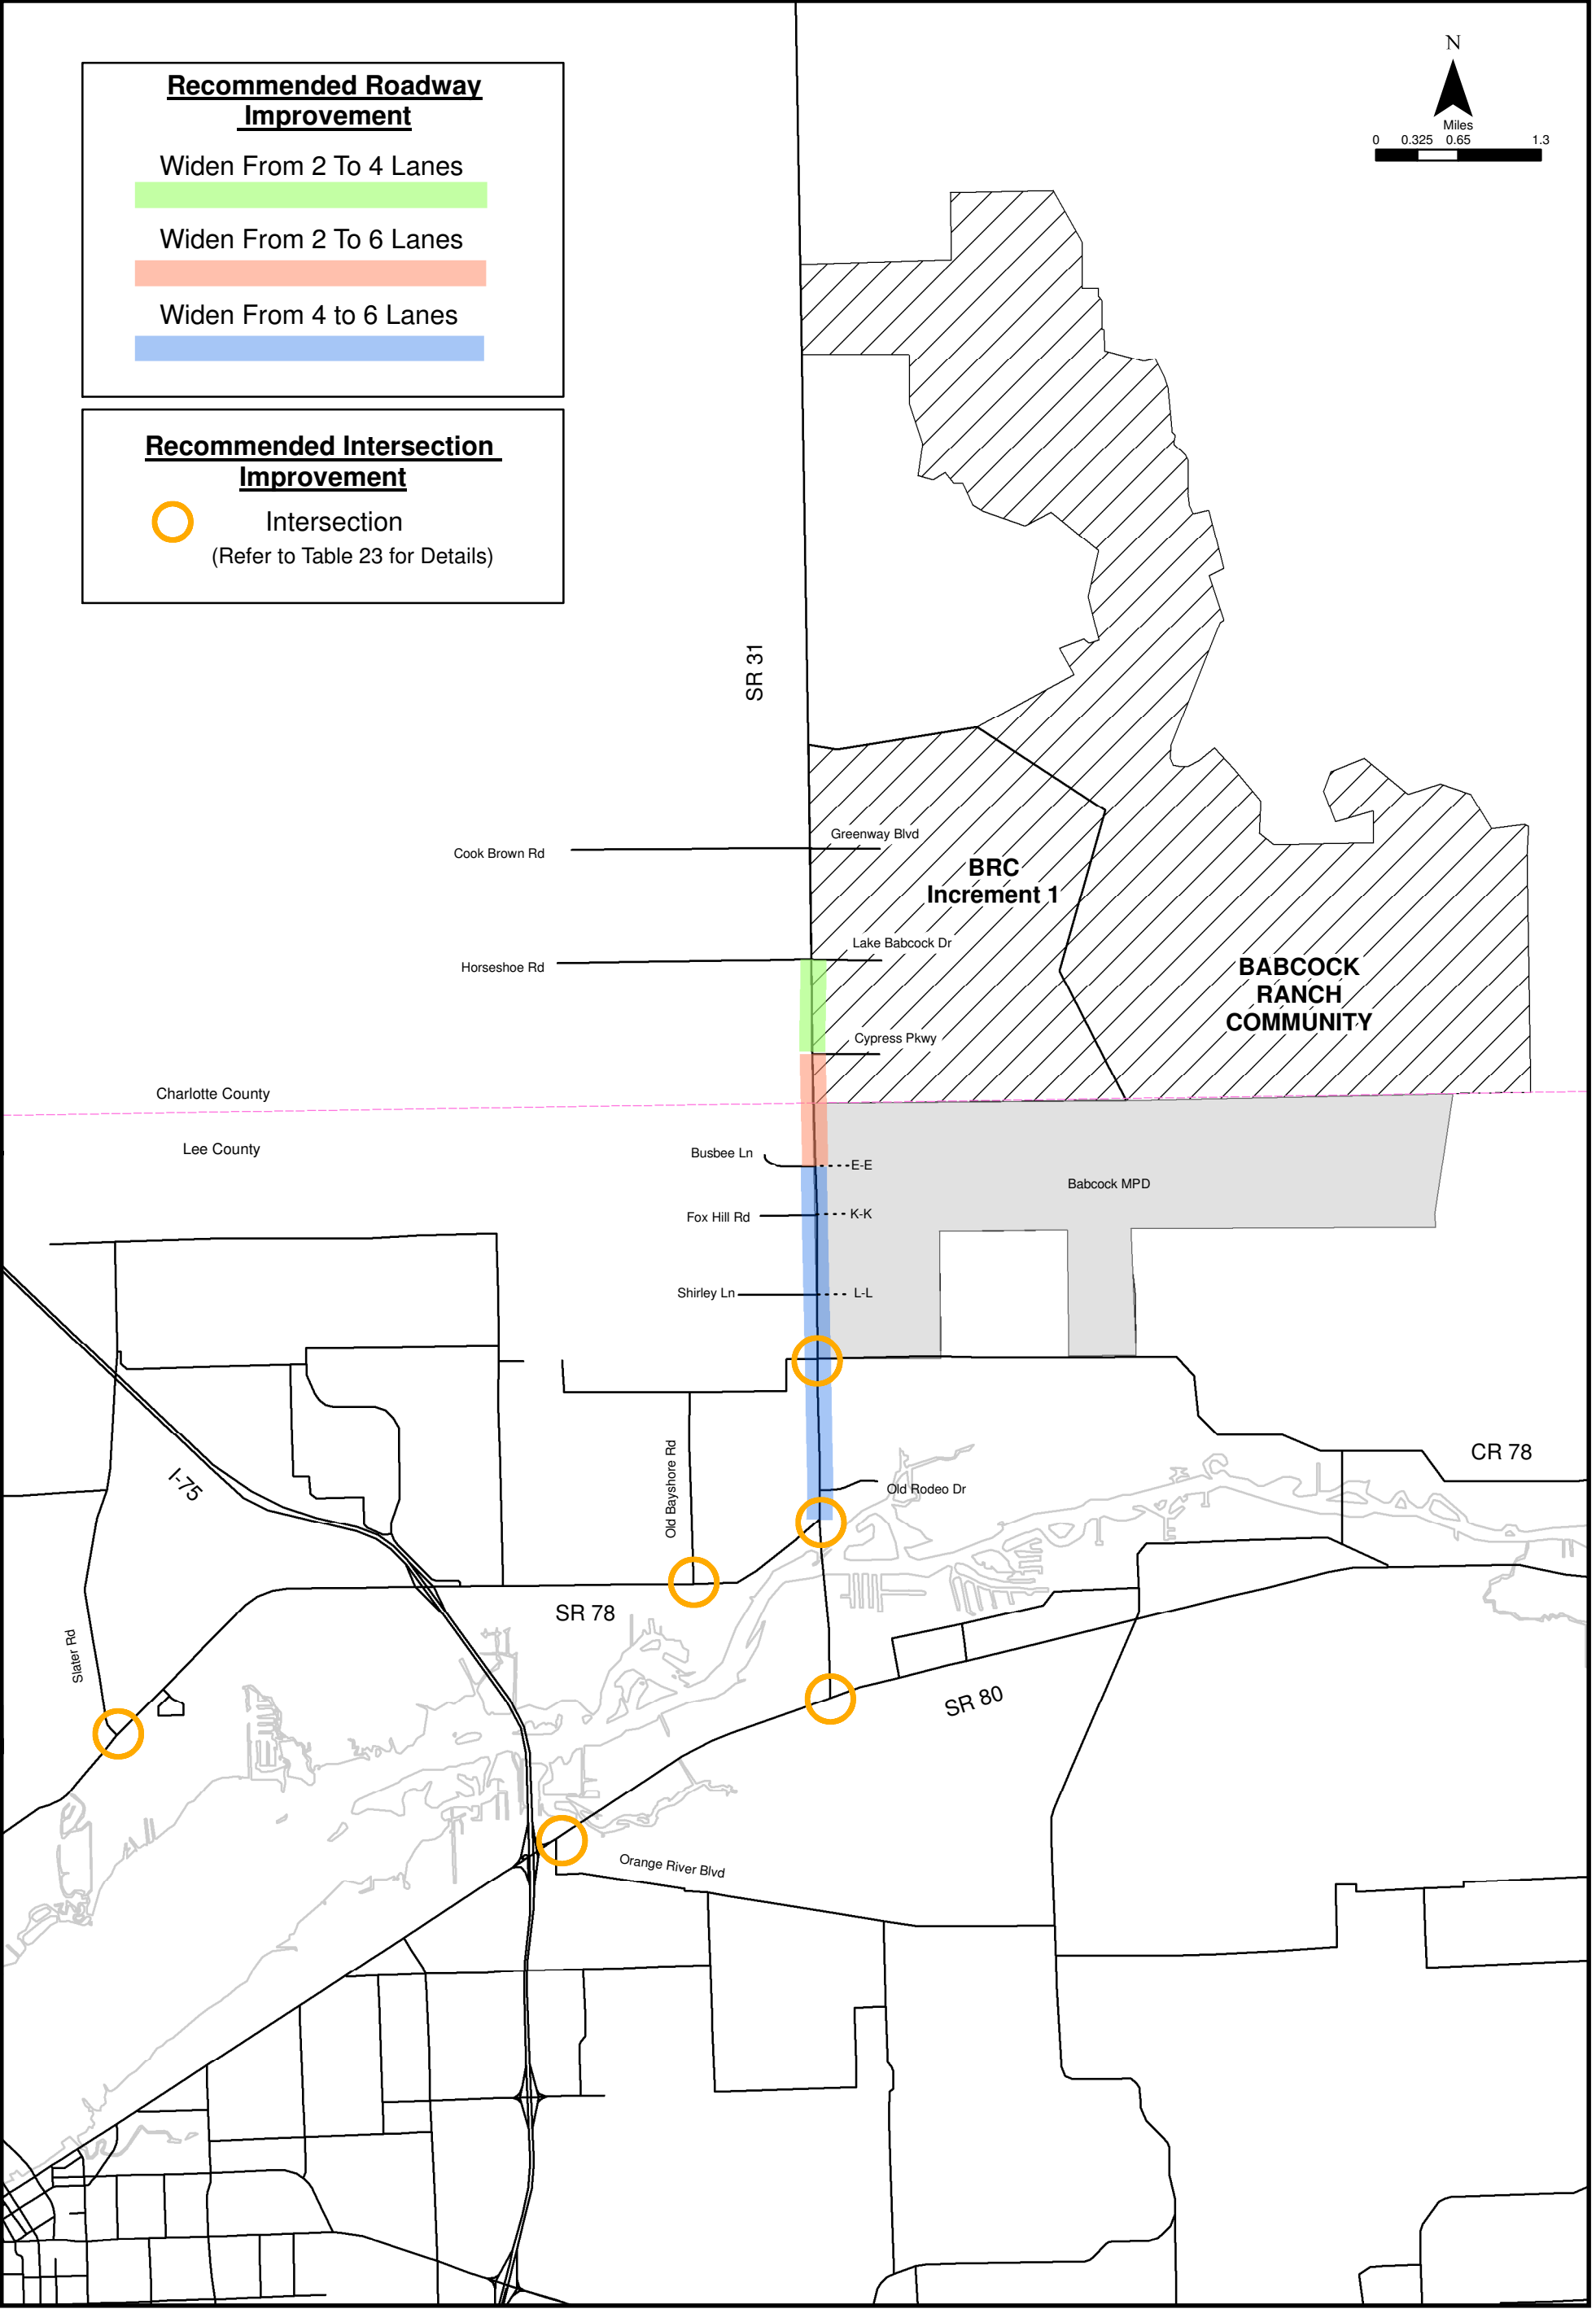 Recommended Roadway
Improvement
Widen From 2 To 4 Lanes
Widen From 2 To 6 Lanes
Widen From 4 to 6 Lanes
Recommended Intersection
Improvement
Intersection
(Refer to Table 23 for Details)
N
Miles
0 0.325 0.65 1.3
SR 31
Greenway Blvd
Cook Brown Rd
BRC
Increment 1
Lake Babcock Dr
Horseshoe Rd
BABCOCK
RANCH
COMMUNITY
Cypress Pkwy
Charlotte County
Lee County
Busbee Ln
E-E
Babcock MPD
Fox Hill Rd
K-K
Shirley Ln
L-L
CR 78
I-75
Old Bayshore Rd
Old Rodeo Dr
SR 78
Slater Rd
SR 80
Orange River Blvd